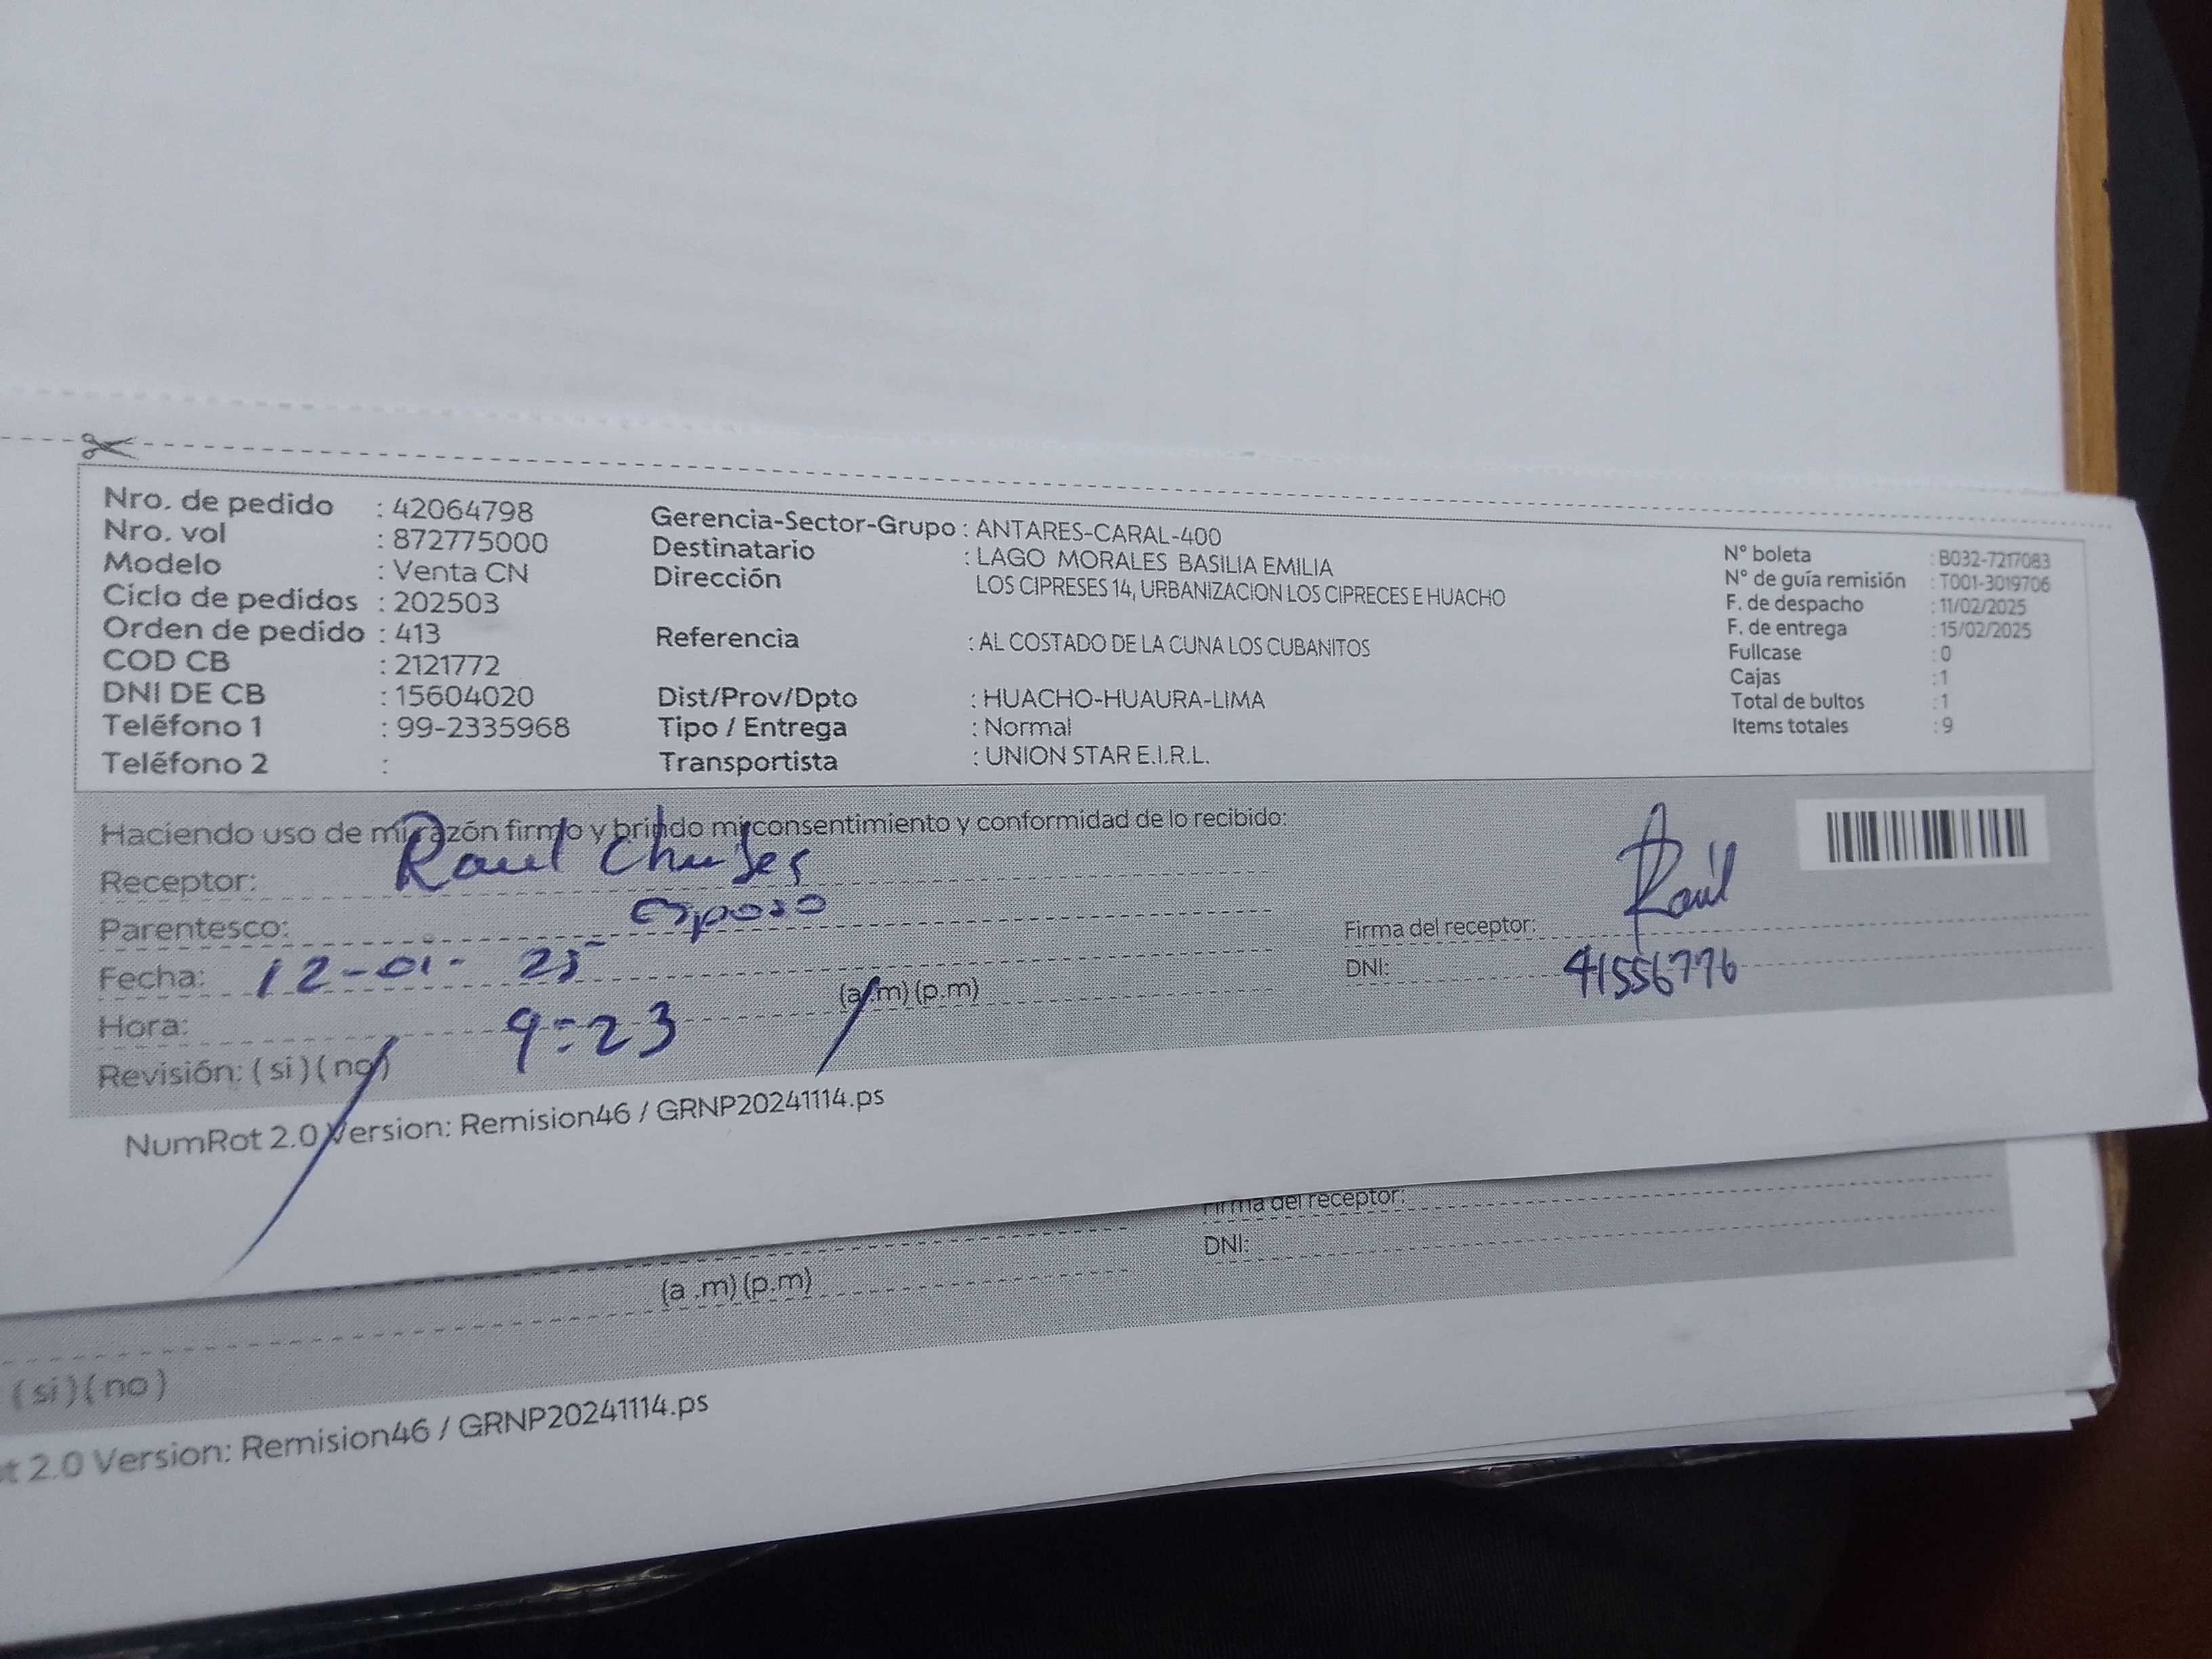 Nro. de pedido : 42064798
Nro. vol : 872775000
Modelo : Venta CN
Ciclo de pedidos : 202503
Orden de pedido : 413
COD CB : 2121772
DNI DE CB : 15604020
Teléfono 1 : 99-2335968
Teléfono 2 :
Gerencia-Sector-Grupo : ANTARES-CARAL-400
Destinatario : LAGO MORALES BASILIA EMILIA
Dirección LOS CIPRESES 14, URBANIZACION LOS CIPRECES E HUACHO
Referencia : AL COSTADO DE LA CUNA LOS CUBANITOS
Dist/Prov/Dpto : HUACHO-HUAURA-LIMA
Tipo / Entrega : Normal
Transportista : UNION STAR E.I.R.L.
N° boleta : B032-7217083
N° de guía remisión : T001-3019706
F. de despacho : 11/02/2025
F. de entrega : 15/02/2025
Fullcase : 0
Cajas : 1
Total de bultos : 1
Items totales : 9
Haciendo uso de mi razón firmo y brindo mi consentimiento y conformidad de lo recibido:
Receptor: Raul
Parentesco: esposo
Fecha: 12-01-25
Hora: 9:23 (a .m) (p.m)
Revisión: ( si ) ( no )
Firma del receptor: Raúl
DNI: 41556776
NumRot 2.0 Version: Remision46 / GRNP20241114.ps
Firma del receptor:
DNI:
(a .m) (p.m)
( si ) ( no )
t 2.0 Version: Remision46 / GRNP20241114.ps